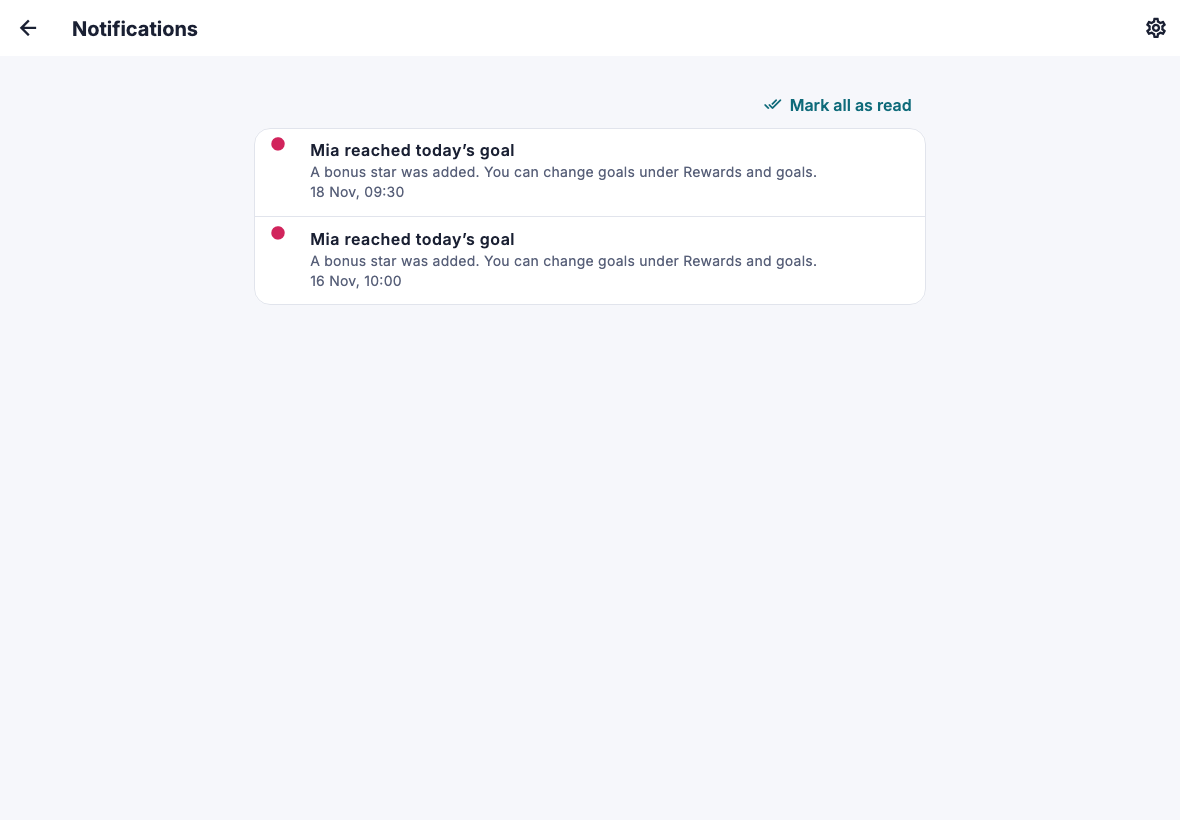 Notifications
Mark all as read
Mia reached today’s goal
A bonus star was added. You can change goals under Rewards and goals.
18 Nov, 09:30
Mia reached today’s goal
A bonus star was added. You can change goals under Rewards and goals.
16 Nov, 10:00